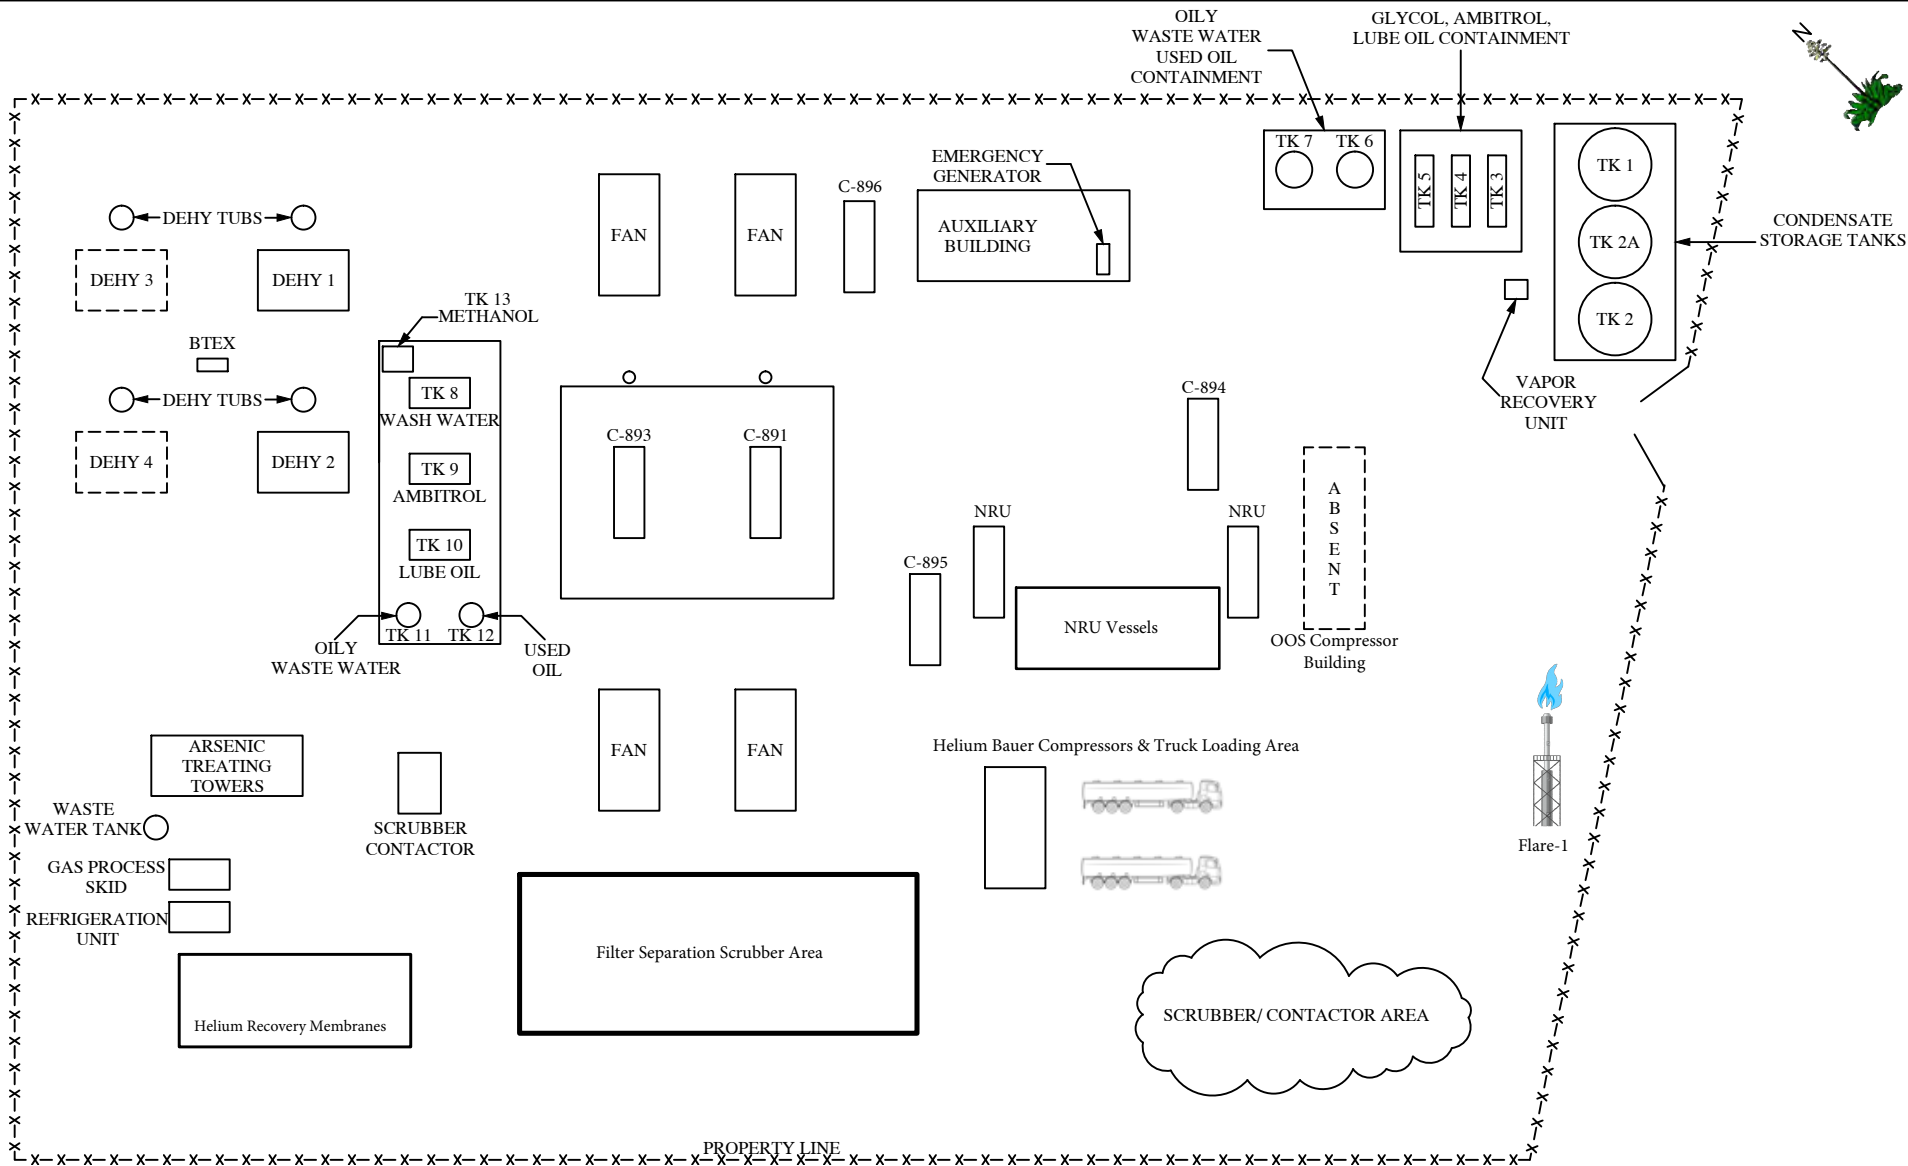 OILY
WASTE WATER
USED OIL
CONTAINMENT
GLYCOL, AMBITROL,
LUBE OIL CONTAINMENT
N
TK 7
TK 6
TK 5
TK 4
TK 3
TK 1
TK 2A
TK 2
CONDENSATE
STORAGE TANKS
VAPOR
RECOVERY
UNIT
EMERGENCY
GENERATOR
AUXILIARY
BUILDING
C-896
FAN
FAN
DEHY TUBS
DEHY 3
DEHY 1
BTEX
DEHY TUBS
DEHY 4
DEHY 2
TK 13
METHANOL
TK 8
WASH WATER
TK 9
AMBITROL
TK 10
LUBE OIL
TK 11
TK 12
OILY
WASTE WATER
USED
OIL
C-893
C-891
C-894
NRU
NRU
C-895
NRU Vessels
A
B
S
E
N
T
OOS Compressor
Building
FAN
FAN
Helium Bauer Compressors & Truck Loading Area
Flare-1
ARSENIC
TREATING
TOWERS
WASTE
WATER TANK
SCRUBBER
CONTACTOR
GAS PROCESS
SKID
REFRIGERATION
UNIT
Helium Recovery Membranes
Filter Separation Scrubber Area
SCRUBBER/ CONTACTOR AREA
PROPERTY LINE